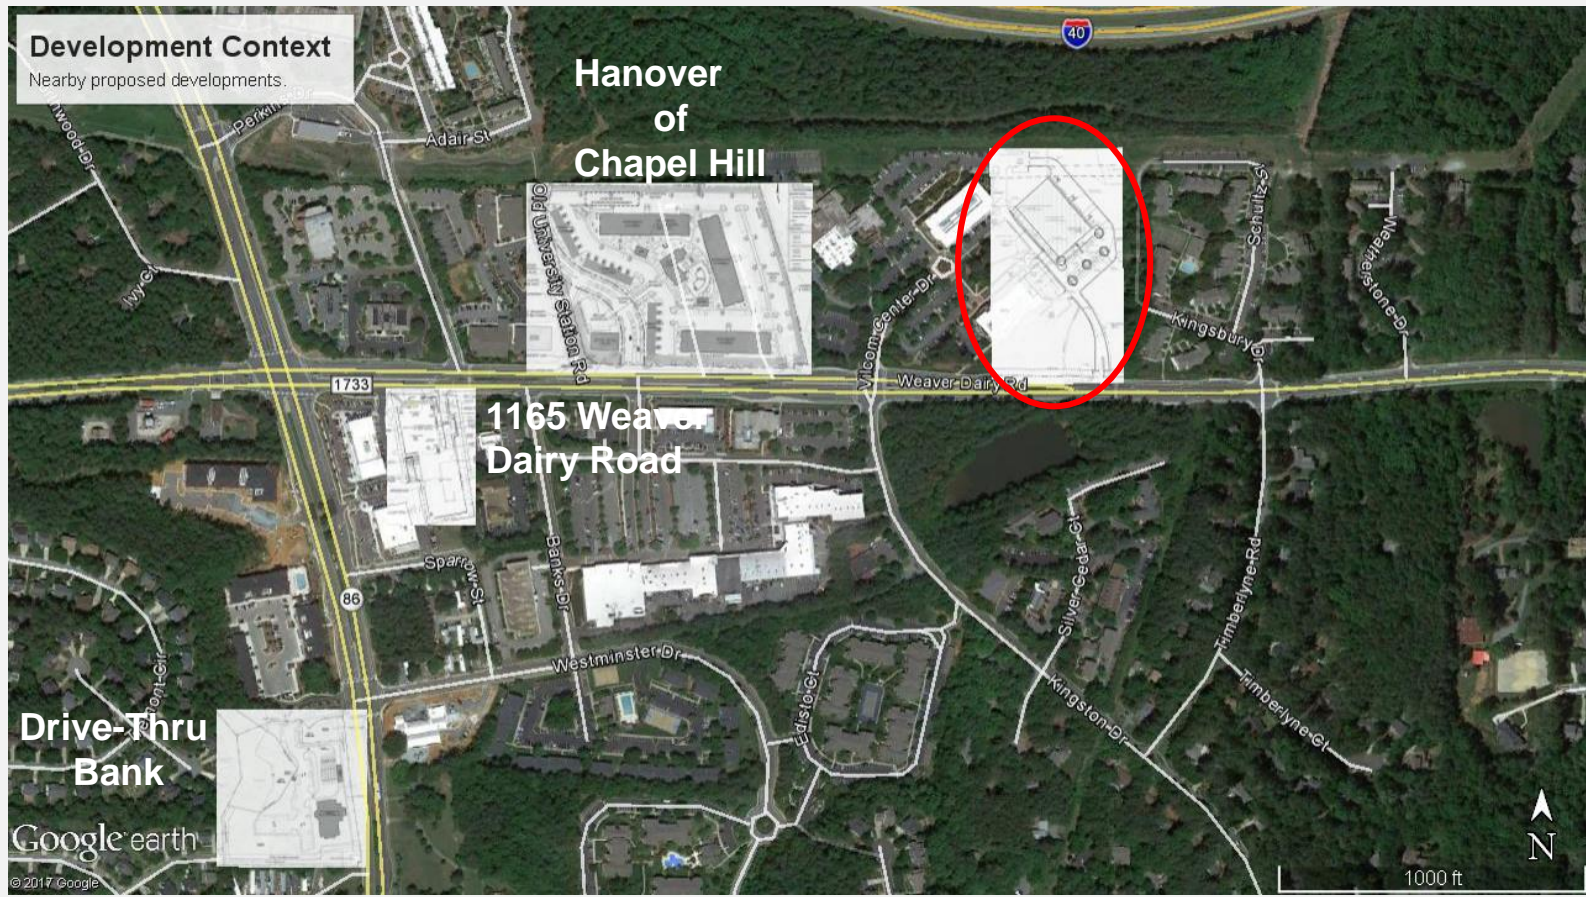 Development Context
Nearby proposed developments.
40
Hanover
of
Chapel Hill
Perkins Dr
Adair St
Ivy Ct
Old University Station Rd
Vilcom Center Dr
Schultz St
Weatherstone Dr
Kingsbury Dr
1733
Weaver Dairy Rd
1165 Weaver
Dairy Road
Sparrow St
Banks Dr
86
Silver Cedar Ct
Timberlyne Rd
Westminster Dr
Edisto Ct
Kingston Dr
Timberlyne Ct
Drive-Thru
Bank
Google earth
© 2017 Google
N
1000 ft